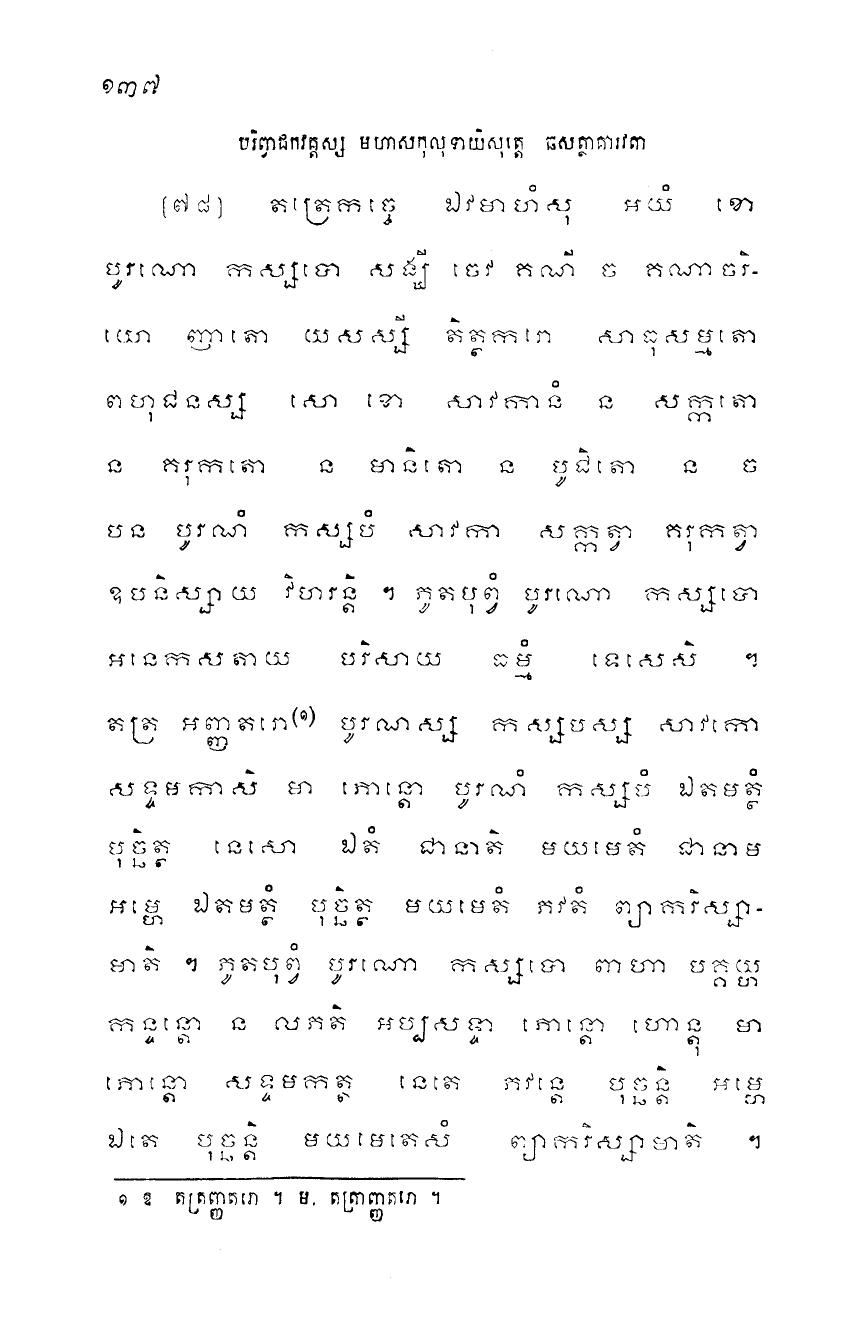 ១៣៧
បរិព្វាជកវគ្គស្ស មហាសកុលុទាយិសុត្តេ ឆសត្ថាគារវតា
[៧៨] តត្រេកច្ចេ ឯវមាហំសុ អយំ ខោ
បូរណោ កស្សបោ សង្ឃី ចេវ គណី ច គណាចរិ-
យោ ញាតោ យសស្សី តិត្ថករោ សាធុសម្មតោ
ពហុជនស្ស សោ ខោ សាវកានំ ន សក្កតោ
ន គរុកតោ ន មានិតោ ន បូជិតោ ន ច
បន បូរណំ កស្សបំ សាវកា សក្កត្វា គរុកត្វា
ឧបនិស្សាយ វិហរន្តិ ។ ភូតបុព្វំ បូរណោ កស្សបោ
អនេកសតាយ បរិសាយ ធម្មំ ទេសេសិ ។
តត្រ អញ្ញតរោ(១) បូរណស្ស កស្សបស្ស សាវកោ
សទ្ទមកាសិ មា ភោន្តោ បូរណំ កស្សបំ ឯតមត្ថំ
បុច្ឆិត្ថ នេសោ ឯតំ ជានាតិ មយមេតំ ជានាម
អម្ហេ ឯតមត្ថំ បុច្ឆិត្ថ មយមេតំ ភវតំ ព្យាករិស្សា-
មាតិ ។ ភូតបុព្វំ បូរណោ កស្សបោ ពាហា បគ្គយ្ហ
កន្ទន្តោ ន លភតិ អប្បសទ្ទា ភោន្តោ ហោន្តុ មា
ភោន្តោ សទ្ទមកត្ថ នេតេ ភវន្តេ បុច្ឆន្តិ អម្ហេ
ឯតេ បុច្ឆន្តិ មយមេតេសំ ព្យាករិស្សាមាតិ ។
១ ឱ តត្រញ្ញតរោ ។ ម. តត្រាញ្ញតរោ ។